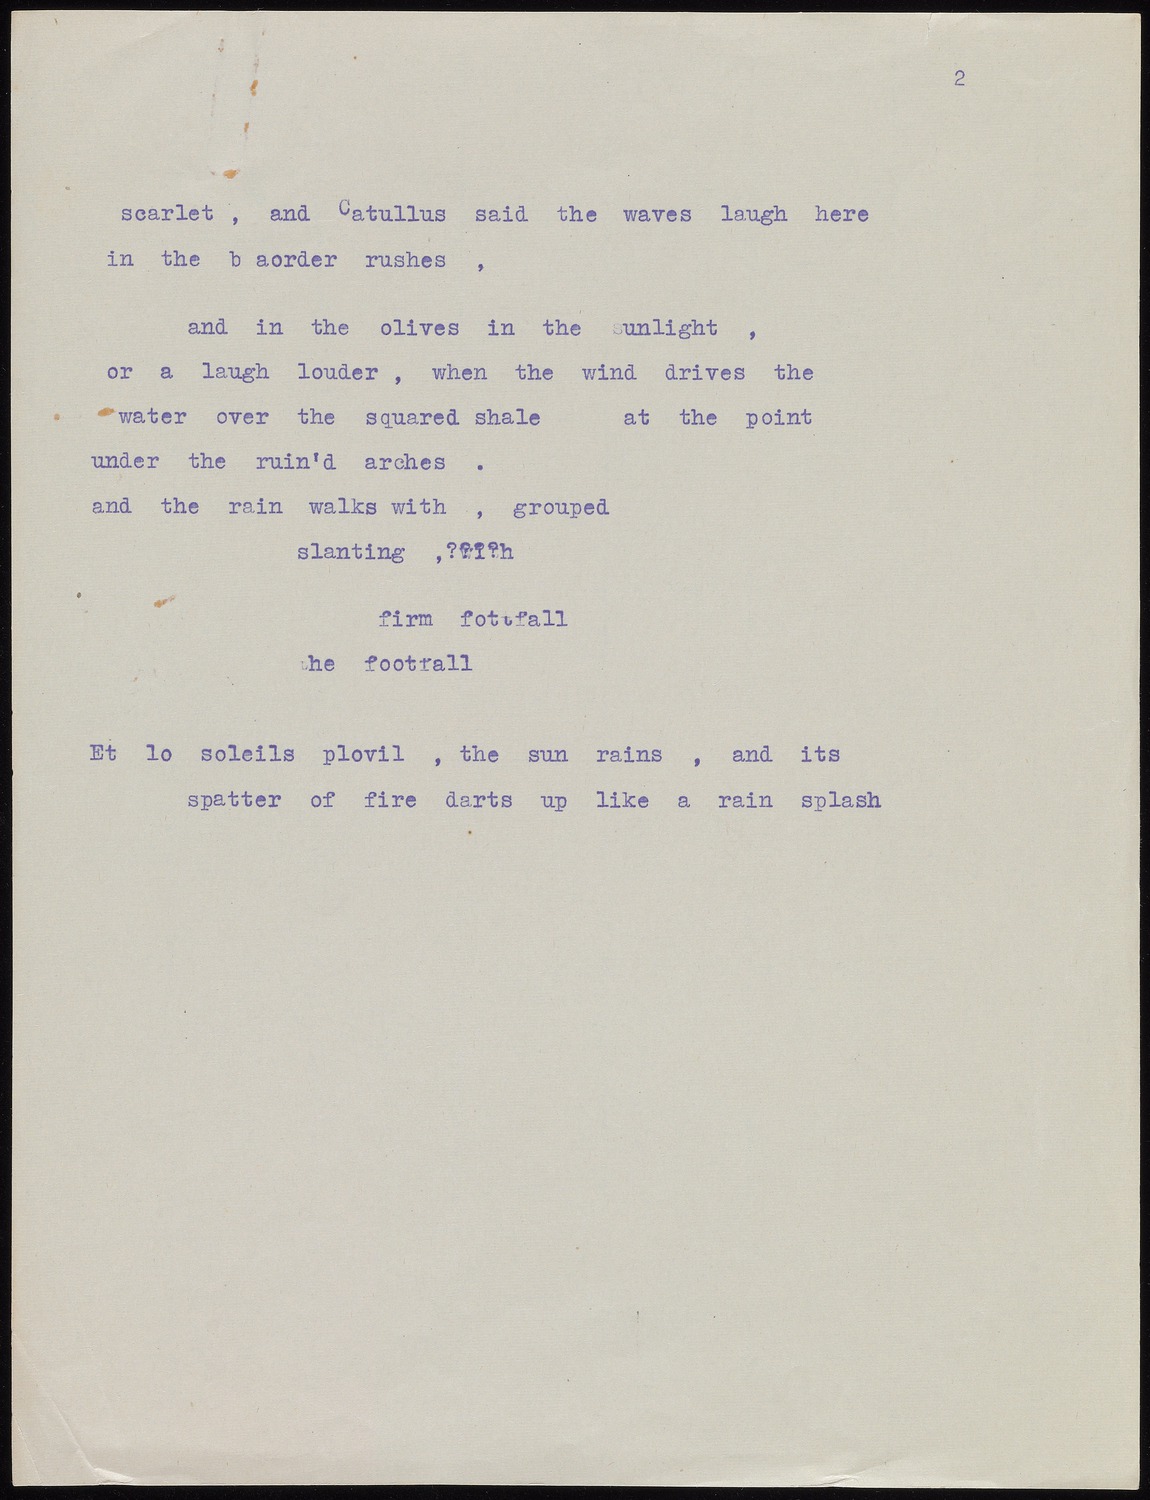 2
scarlet , and Catullus said the waves laugh here
in the b aorder rushes ,
and in the olives in the sunlight ,
or a laugh louder , when the wind drives the
water over the squared shale at the point
under the ruin'd arches .
and the rain walks with , grouped
slanting ,
firm fottfall
the footfall
Et lo soleils plovil , the sun rains , and its
spatter of fire darts up like a rain splash